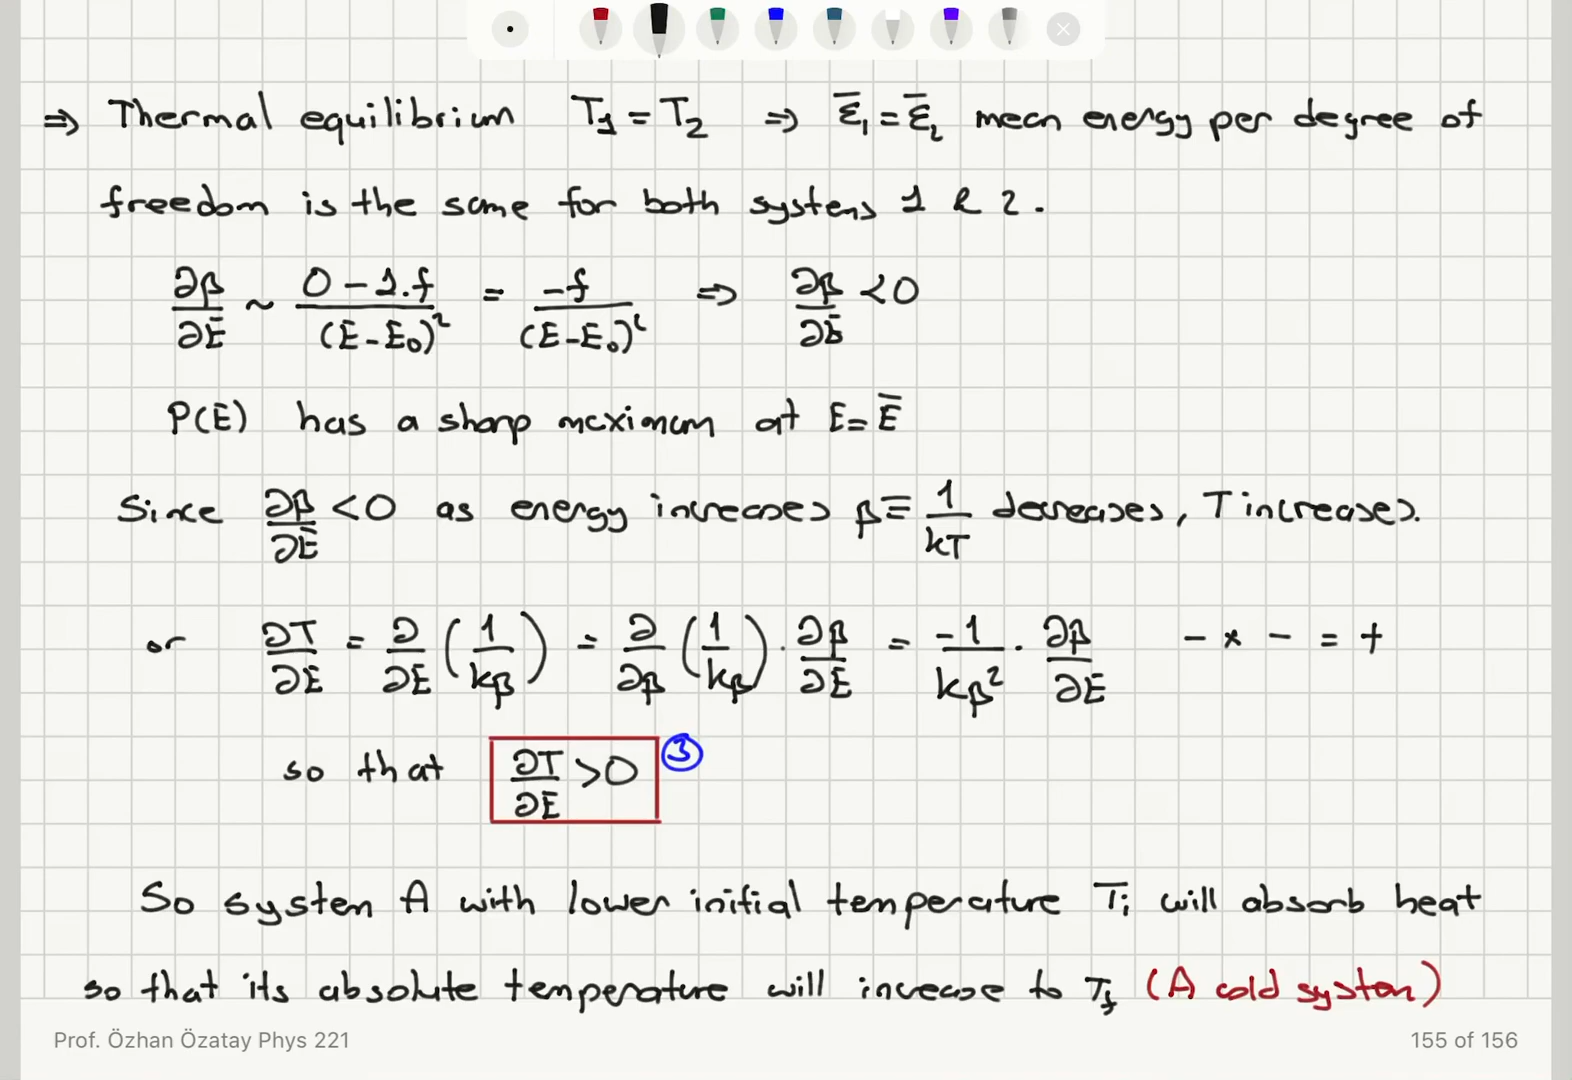 ⇒ Thermal equilibrium T₁ = T₂ ⇒ ε̄₁ = ε̄₂ mean energy per degree of
freedom is the same for both systems 1 & 2.
∂β/∂E ~ (0 - 1.f)/(E-E₀)² = -f/(E-E₀)² ⇒ ∂β/∂E < 0
P(E) has a sharp maximum at E = Ē
Since ∂β/∂E < 0 as energy increases β ≡ 1/kT decreases, T increases.
or ∂T/∂E = ∂/∂E (1/kβ) = ∂/∂β (1/kβ) · ∂β/∂E = -1/kβ² · ∂β/∂E - x - = +
so that ∂T/∂E > 0 ③
So system A with lower initial temperature Tᵢ will absorb heat
so that its absolute temperature will increase to T_f (A cold system)
Prof. Özhan Özatay Phys 221
155 of 156